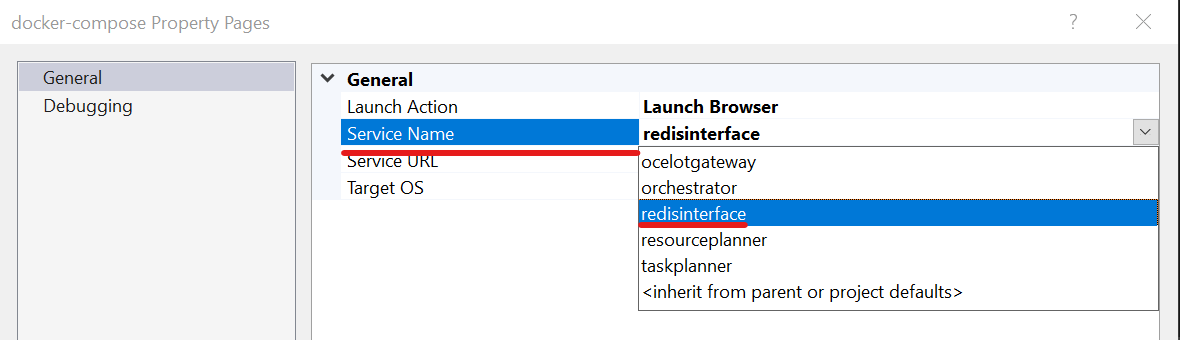 docker-compose Property Pages ?
General
Debugging
General
Launch Action Launch Browser
Service Name redisinterface
Service URL
Target OS
ocelotgateway
orchestrator
redisinterface
resourceplanner
taskplanner
<inherit from parent or project defaults>